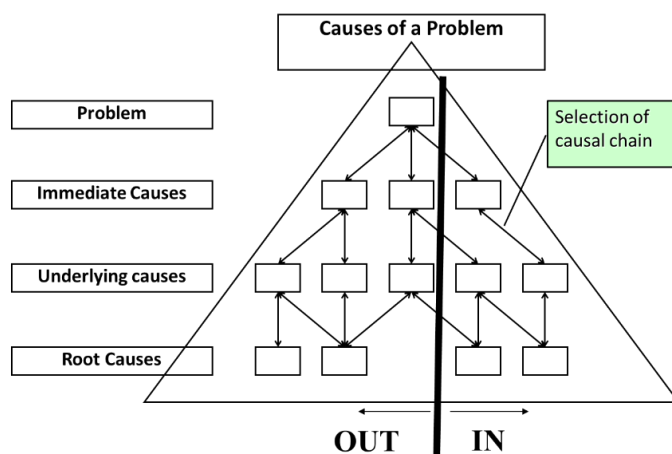 Causes of a Problem
Problem
Selection of
causal chain
Immediate Causes
Underlying causes
Root Causes
OUT
IN